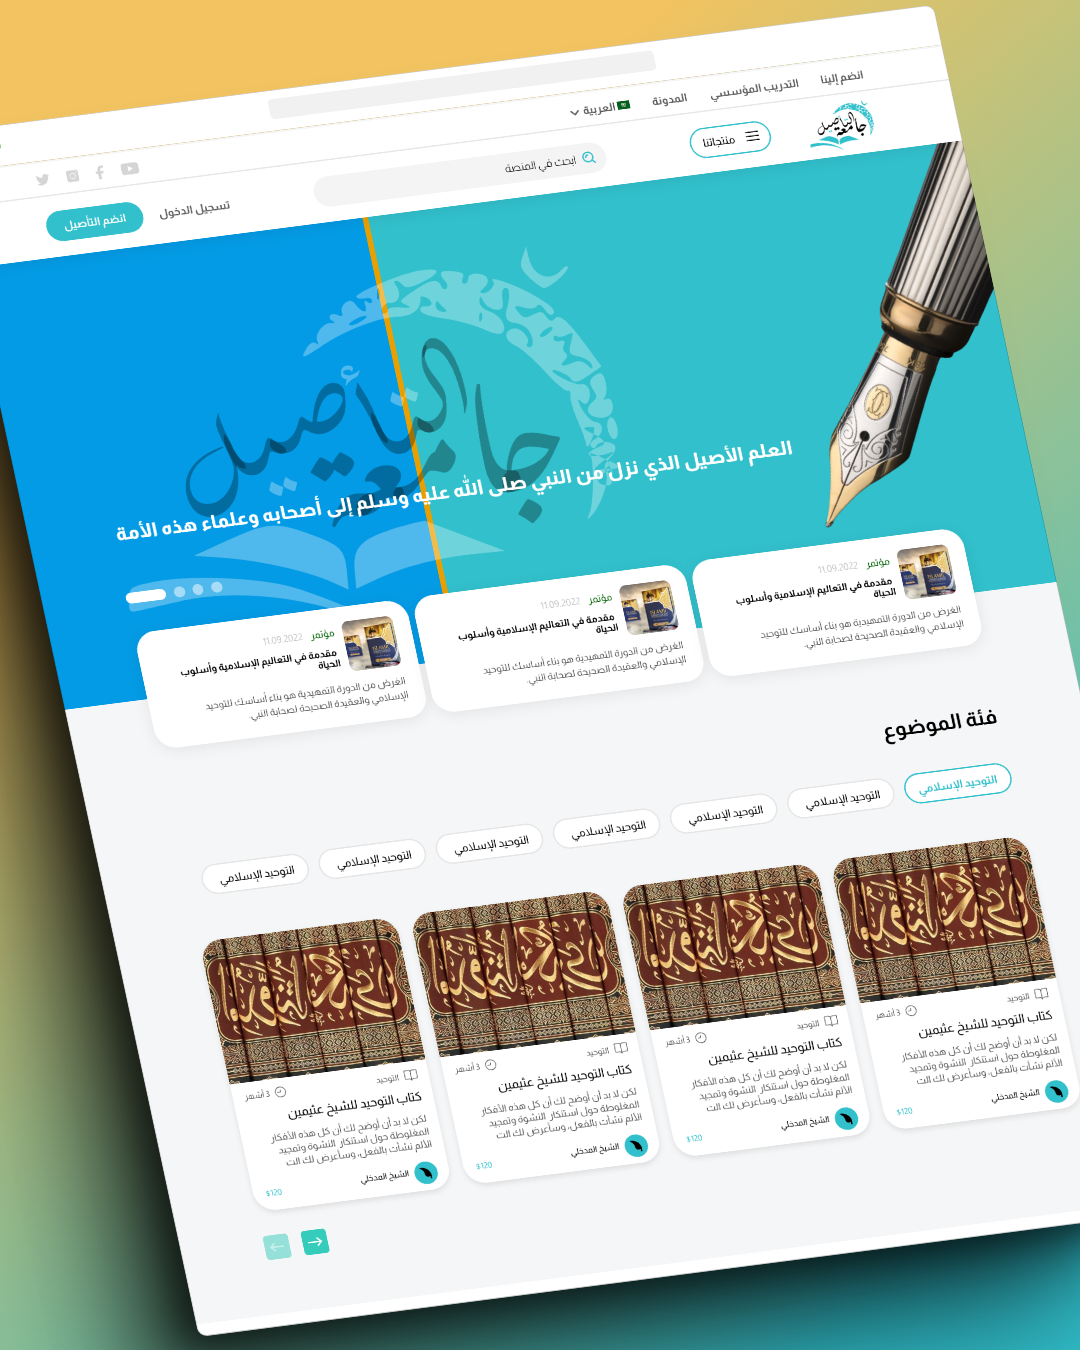 انضم إلينا
التدريب المؤسسي
المدونة
العربية
جامعة التأصيل
منتجاتنا
ابحث في المنصة
تسجيل الدخول
انضم التأصيل
جامعة التأصيل
العلم الأصيل الذي نزل من النبي صلى الله عليه وسلم إلى أصحابه وعلماء هذه الأمة
مؤتمر 11.09.2022
مقدمة في التعاليم الإسلامية وأسلوب
الحياة
الغرض من الدورة التمهيدية هو بناء أساسك للتوحيد
الإسلامي والعقيدة الصحيحة لصحابة النبي.
مؤتمر 11.09.2022
مقدمة في التعاليم الإسلامية وأسلوب
الحياة
الغرض من الدورة التمهيدية هو بناء أساسك للتوحيد
الإسلامي والعقيدة الصحيحة لصحابة النبي.
مؤتمر 11.09.2022
مقدمة في التعاليم الإسلامية وأسلوب
الحياة
الغرض من الدورة التمهيدية هو بناء أساسك للتوحيد
الإسلامي والعقيدة الصحيحة لصحابة النبي.
فئة الموضوع
التوحيد الإسلامي
التوحيد الإسلامي
التوحيد الإسلامي
التوحيد الإسلامي
التوحيد الإسلامي
التوحيد الإسلامي
التوحيد الإسلامي
التوحيد
3 أشهر
كتاب التوحيد للشيخ عثيمين
لكن لا بد أن أوضح لك أن كل هذه الأفكار
المغلوطة حول استنكار النشوة وتمجيد
الألم نشأت بالفعل، وسأعرض لك الت
الشيخ المدخلي
$120
التوحيد
3 أشهر
كتاب التوحيد للشيخ عثيمين
لكن لا بد أن أوضح لك أن كل هذه الأفكار
المغلوطة حول استنكار النشوة وتمجيد
الألم نشأت بالفعل، وسأعرض لك الت
الشيخ المدخلي
$120
التوحيد
3 أشهر
كتاب التوحيد للشيخ عثيمين
لكن لا بد أن أوضح لك أن كل هذه الأفكار
المغلوطة حول استنكار النشوة وتمجيد
الألم نشأت بالفعل، وسأعرض لك الت
الشيخ المدخلي
$120
التوحيد
3 أشهر
كتاب التوحيد للشيخ عثيمين
لكن لا بد أن أوضح لك أن كل هذه الأفكار
المغلوطة حول استنكار النشوة وتمجيد
الألم نشأت بالفعل، وسأعرض لك الت
الشيخ المدخلي
$120